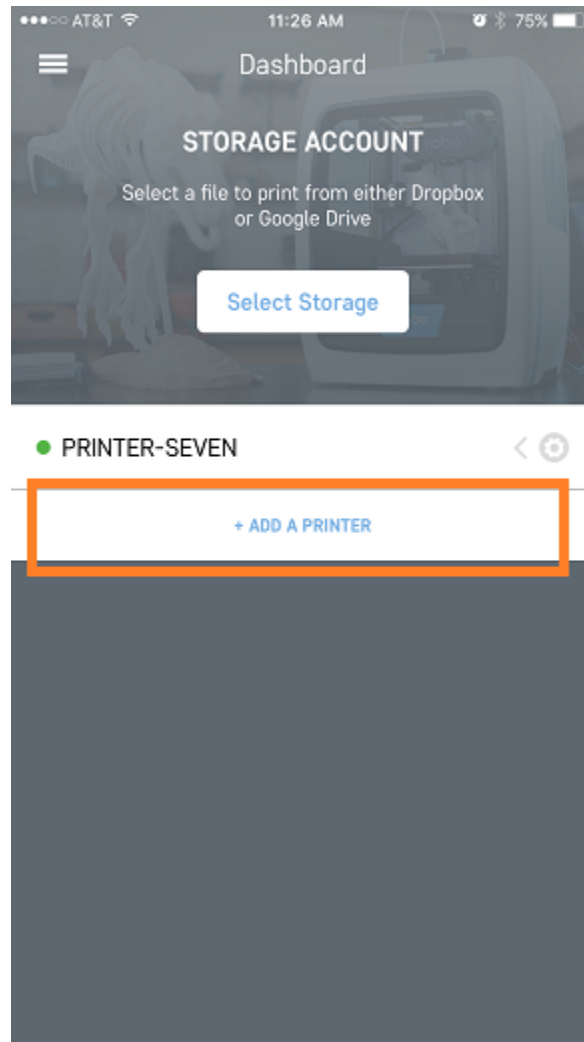 AT&T 11:26 AM 75%
Dashboard
STORAGE ACCOUNT
Select a file to print from either Dropbox
or Google Drive
Select Storage
PRINTER-SEVEN
+ ADD A PRINTER